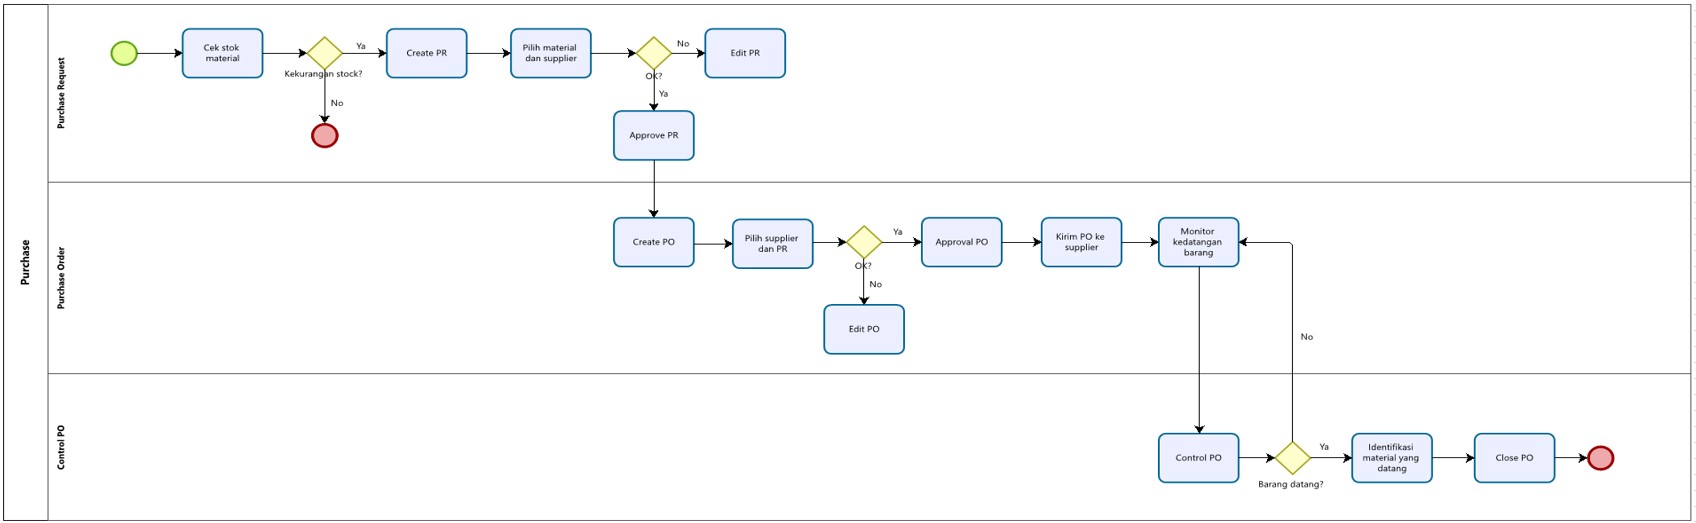 Purchase
Purchase Request
Cek stok
material
Kekurangan stock?
Ya
No
Create PR
Pilih material
dan supplier
OK?
No
Ya
Edit PR
Approve PR
Purchase Order
Create PO
Pilih supplier
dan PR
OK?
Ya
No
Edit PO
Approval PO
Kirim PO ke
supplier
Monitor
kedatangan
barang
No
Control PO
Control PO
Barang datang?
Ya
Identifikasi
material yang
datang
Close PO